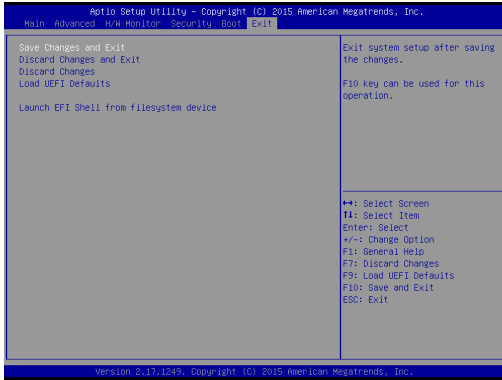 Aptio Setup Utility – Copyright (C) 2015 American Megatrends, Inc.
Main Advanced H/W Monitor Security Boot Exit
Save Changes and Exit
Discard Changes and Exit
Discard Changes
Load UEFI Defaults
Launch EFI Shell from filesystem device
Exit system setup after saving
the changes.
F10 key can be used for this
operation.
↔: Select Screen
↑↓: Select Item
Enter: Select
+/-: Change Option
F1: General Help
F7: Discard Changes
F9: Load UEFI Defaults
F10: Save and Exit
ESC: Exit
Version 2.17.1249. Copyright (C) 2015 American Megatrends, Inc.